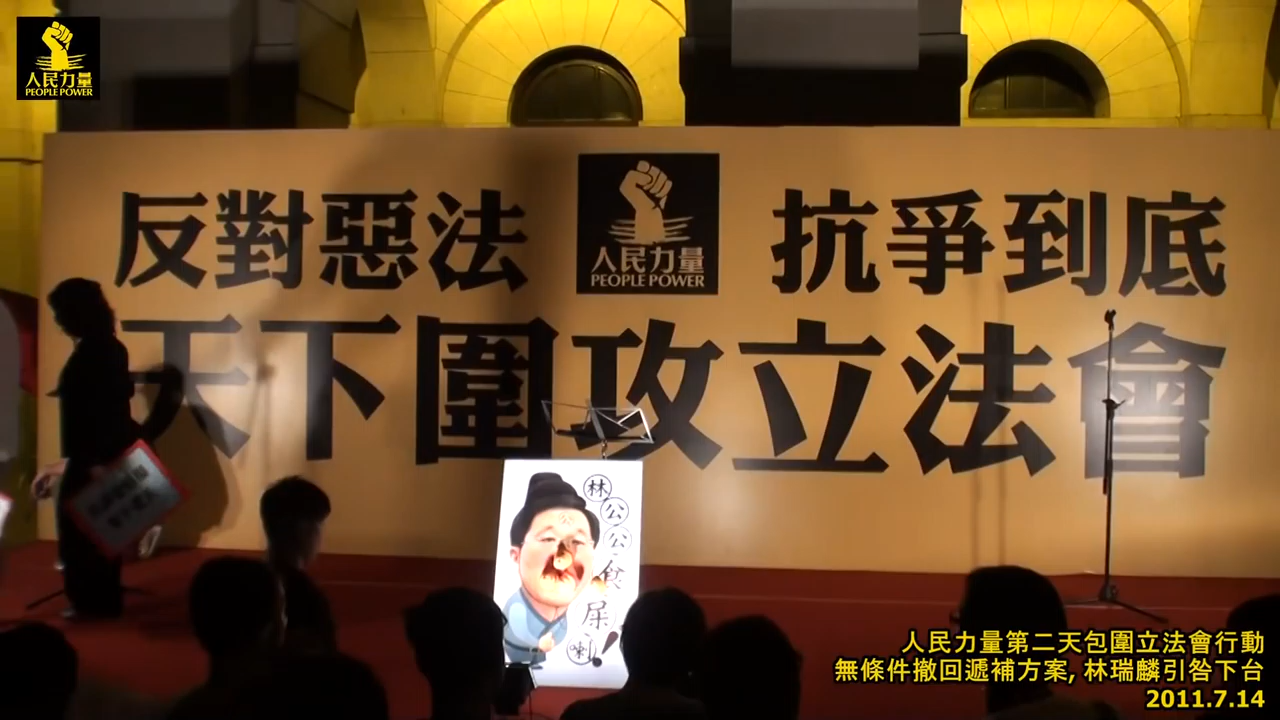 人民力量
PEOPLE POWER
反對惡法
人民力量
PEOPLE POWER
抗爭到底
天下圍攻立法會
林公公食屎喇!
人民力量第二天包圍立法會行動
無條件撤回遞補方案, 林瑞麟引咎下台
2011.7.14